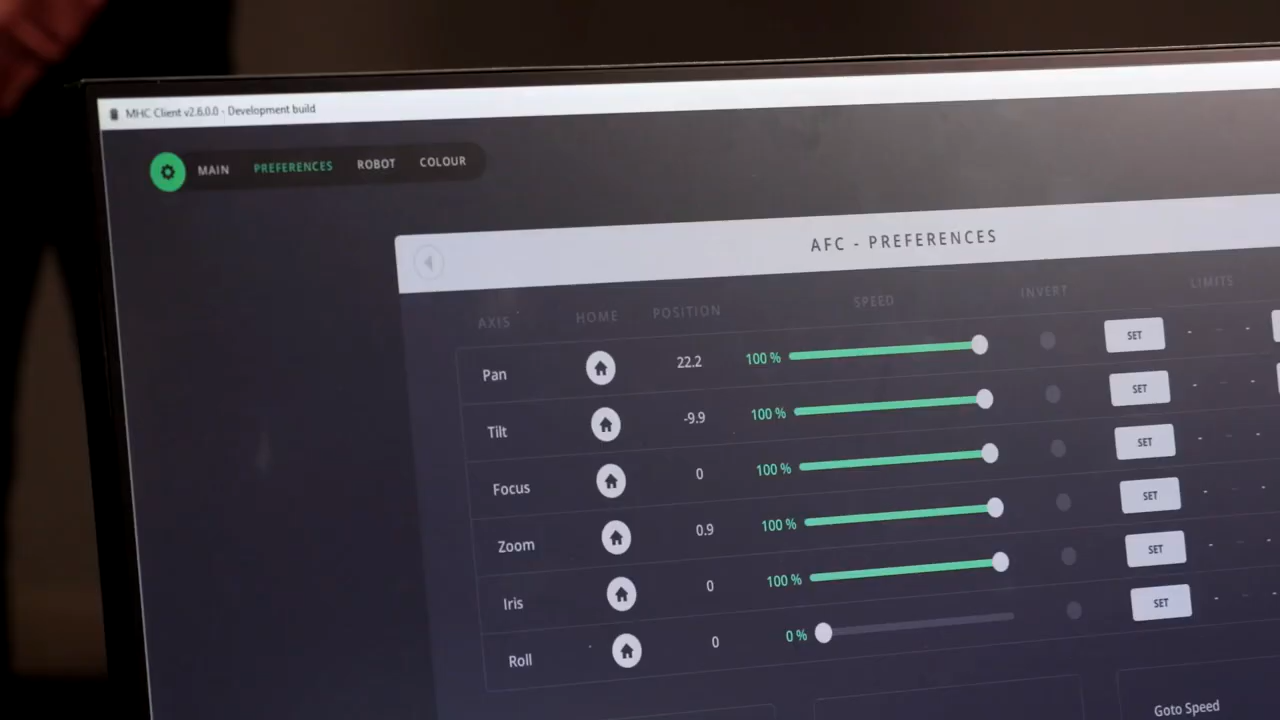 MHC Client v2.6.0.0 - Development build
MAIN PREFERENCES ROBOT COLOUR
AFC - PREFERENCES
AXIS HOME POSITION SPEED INVERT LIMITS
Pan 22.2 100 % SET - - -
Tilt -9.9 100 % SET - - -
Focus 0 100 % SET - - -
Zoom 0.9 100 % SET - - -
Iris 0 100 % SET - - -
Roll 0 0 % SET - - -
Goto Speed